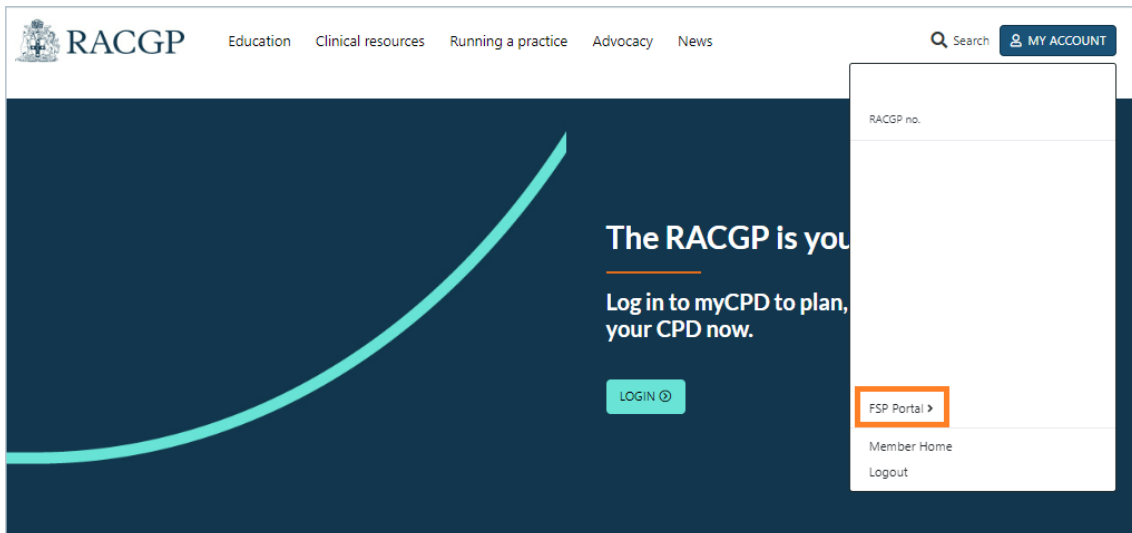 RACGP
Education Clinical resources Running a practice Advocacy News
Search MY ACCOUNT
RACGP no.
The RACGP is you
Log in to myCPD to plan,
your CPD now.
LOGIN
FSP Portal
Member Home
Logout